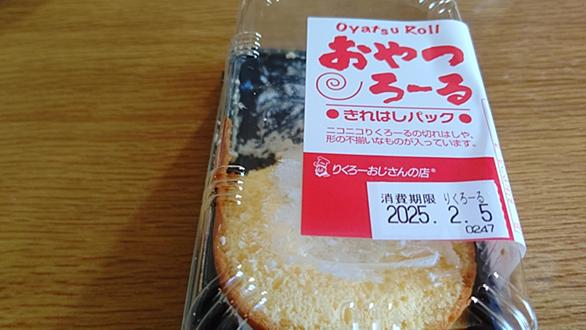 Oyatsu Roll
おやつ
ろーる
●きれはしパック●
ニコニコりくろーるの切れはしや、
形の不揃いなものが入っています。
りくろーおじさんの店®
消費期限 りくろーる
2025. 2. 5
0247